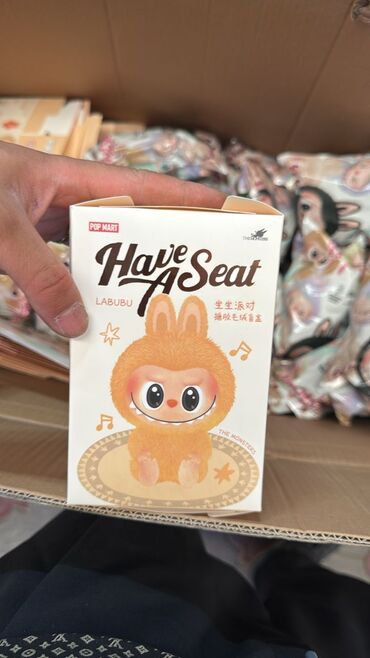 POP MART
THE MONSTERS
Have
A Seat
LABUBU
坐坐派对
搪胶毛绒盲盒
THE MONSTERS